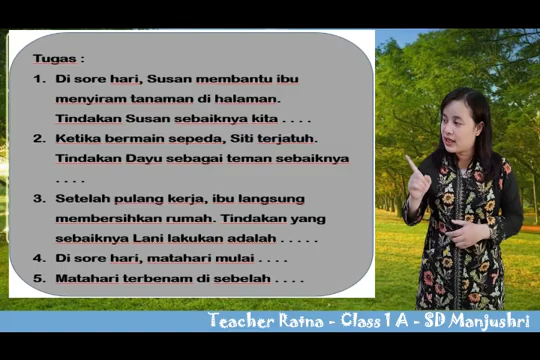 Tugas :
1. Di sore hari, Susan membantu ibu
menyiram tanaman di halaman.
Tindakan Susan sebaiknya kita . . . .
2. Ketika bermain sepeda, Siti terjatuh.
Tindakan Dayu sebagai teman sebaiknya
. . . .
3. Setelah pulang kerja, ibu langsung
membersihkan rumah. Tindakan yang
sebaiknya Lani lakukan adalah . . . . .
4. Di sore hari, matahari mulai . . . .
5. Matahari terbenam di sebelah . . . .
Teacher Ratna - Class 1 A - SD Manjushri